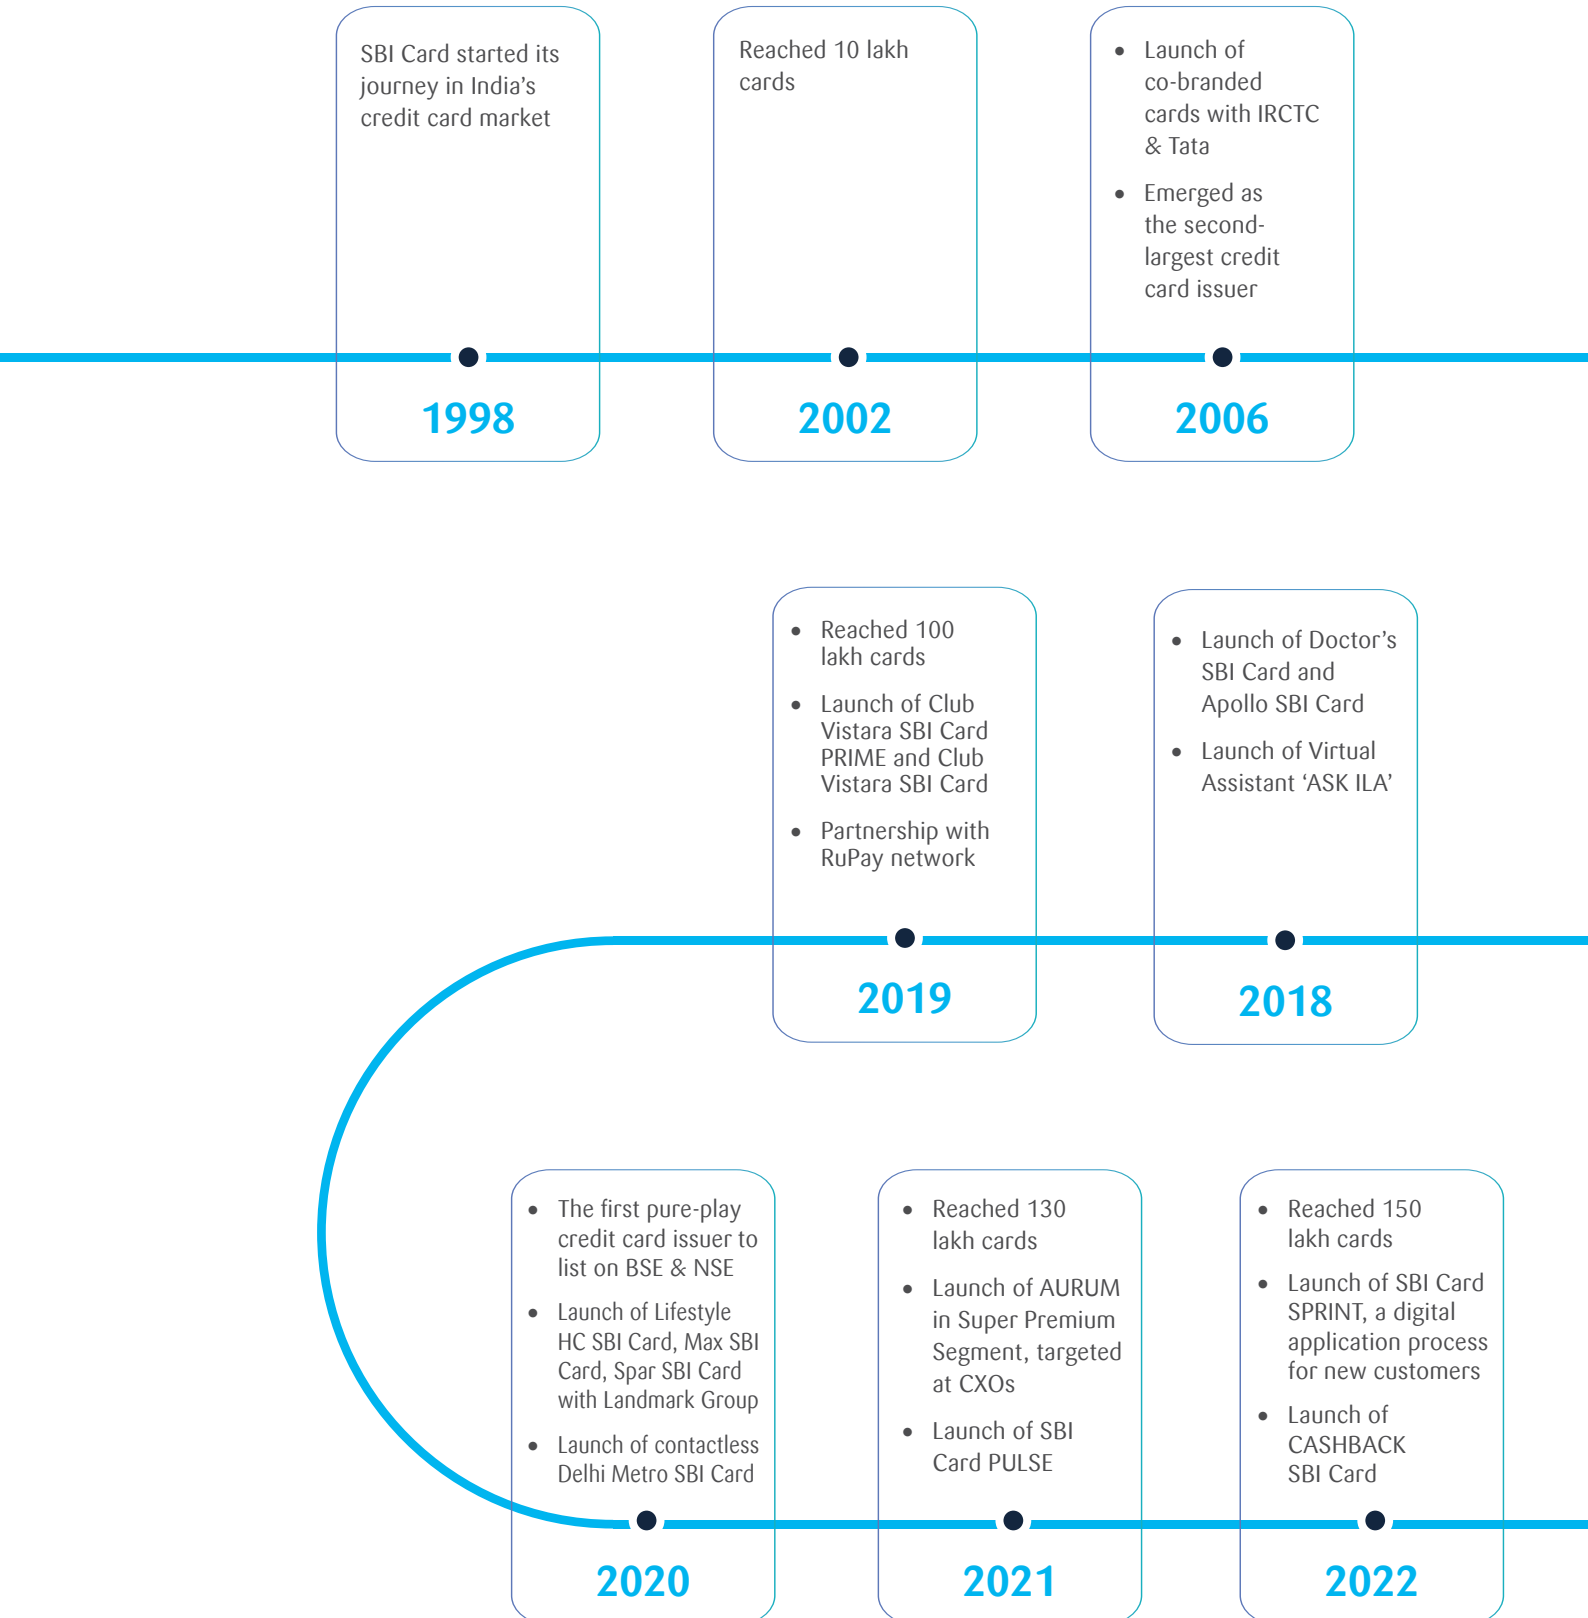 SBI Card started its
journey in India’s
credit card market
1998
Reached 10 lakh
cards
2002
• Launch of
co-branded
cards with IRCTC
& Tata
• Emerged as
the second-
largest credit
card issuer
2006
• Reached 100
lakh cards
• Launch of Club
Vistara SBI Card
PRIME and Club
Vistara SBI Card
• Partnership with
RuPay network
2019
• Launch of Doctor’s
SBI Card and
Apollo SBI Card
• Launch of Virtual
Assistant ‘ASK ILA’
2018
• The first pure-play
credit card issuer to
list on BSE & NSE
• Launch of Lifestyle
HC SBI Card, Max SBI
Card, Spar SBI Card
with Landmark Group
• Launch of contactless
Delhi Metro SBI Card
2020
• Reached 130
lakh cards
• Launch of AURUM
in Super Premium
Segment, targeted
at CXOs
• Launch of SBI
Card PULSE
2021
• Reached 150
lakh cards
• Launch of SBI Card
SPRINT, a digital
application process
for new customers
• Launch of
CASHBACK
SBI Card
2022